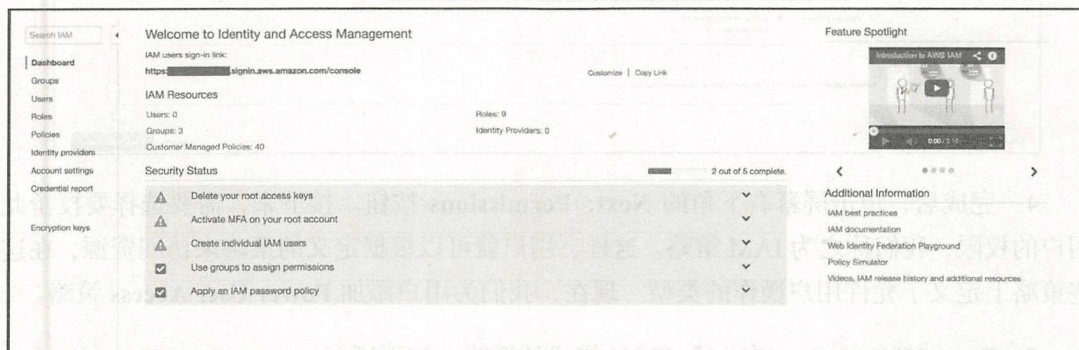 Search IAM
Dashboard
Groups
Users
Roles
Policies
Identity providers
Account settings
Credential report
Encryption keys
Welcome to Identity and Access Management
IAM users sign-in link:
https: .signin.aws.amazon.com/console
Customize | Copy Link
IAM Resources
Users: 0
Roles: 9
Groups: 3
Identity Providers: 0
Customer Managed Policies: 40
Security Status
2 out of 5 complete.
Delete your root access keys
Activate MFA on your root account
Create individual IAM users
Use groups to assign permissions
Apply an IAM password policy
Feature Spotlight
Introduction to AWS IAM
0:00
Additional Information
IAM best practices
IAM documentation
Web Identity Federation Playground
Policy Simulator
Videos, IAM release history and additional resources